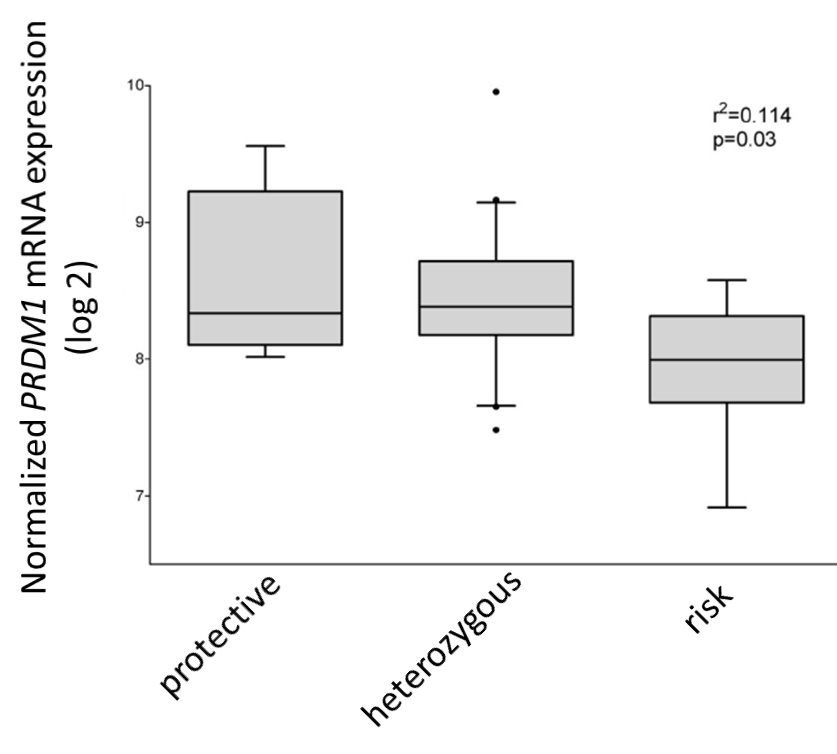 Normalized PRDM1 mRNA expression
(log 2)
10
9
8
7
r²=0.114
p=0.03
protective
heterozygous
risk